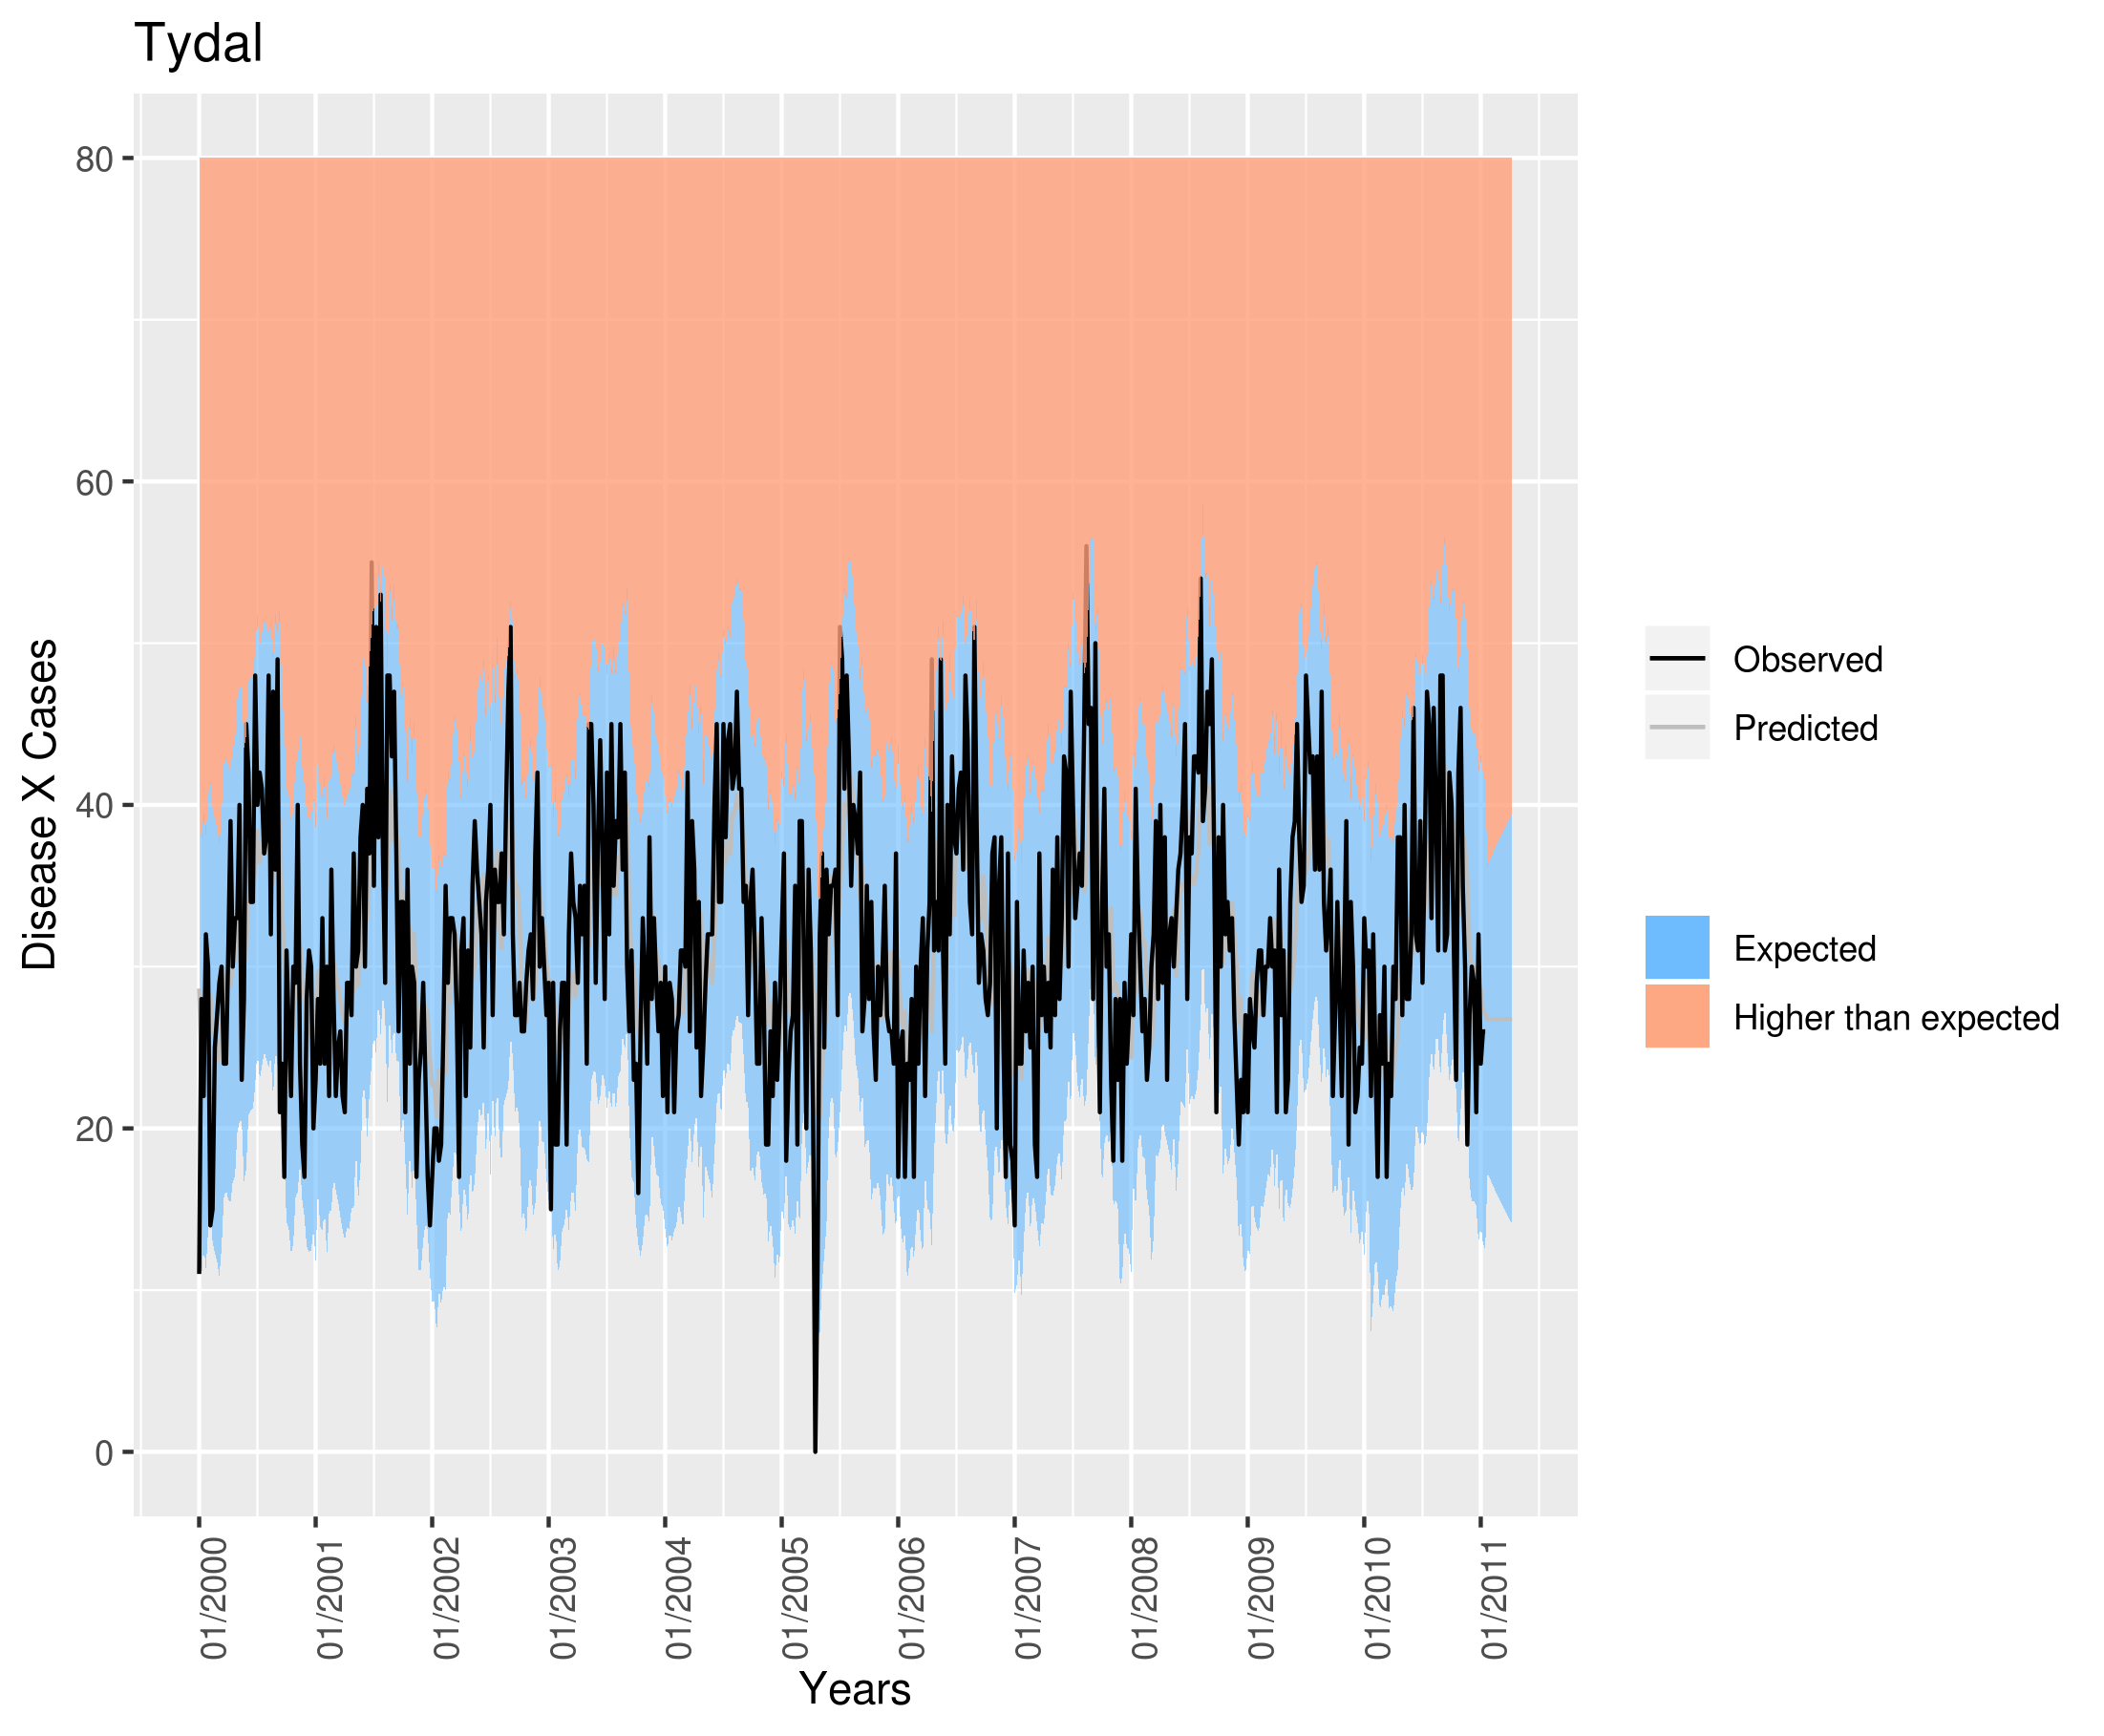 Tydal
80
60
40
20
0
Disease X Cases
01/2000
01/2001
01/2002
01/2003
01/2004
01/2005
01/2006
01/2007
01/2008
01/2009
01/2010
01/2011
Years
Observed
Predicted
Expected
Higher than expected